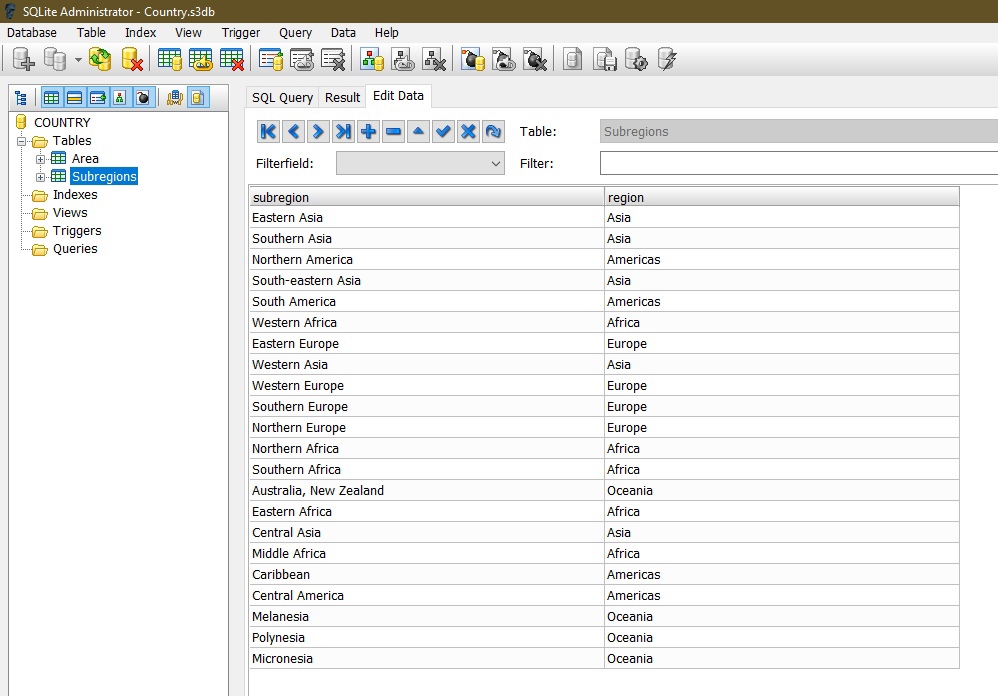 SQLite Administrator - Country.s3db
Database Table Index View Trigger Query Data Help
SQL Query Result Edit Data
COUNTRY
Tables
Area
Subregions
Indexes
Views
Triggers
Queries
Table: Subregions
Filterfield: Filter:
subregion region
Eastern Asia Asia
Southern Asia Asia
Northern America Americas
South-eastern Asia Asia
South America Americas
Western Africa Africa
Eastern Europe Europe
Western Asia Asia
Western Europe Europe
Southern Europe Europe
Northern Europe Europe
Northern Africa Africa
Southern Africa Africa
Australia, New Zealand Oceania
Eastern Africa Africa
Central Asia Asia
Middle Africa Africa
Caribbean Americas
Central America Americas
Melanesia Oceania
Polynesia Oceania
Micronesia Oceania